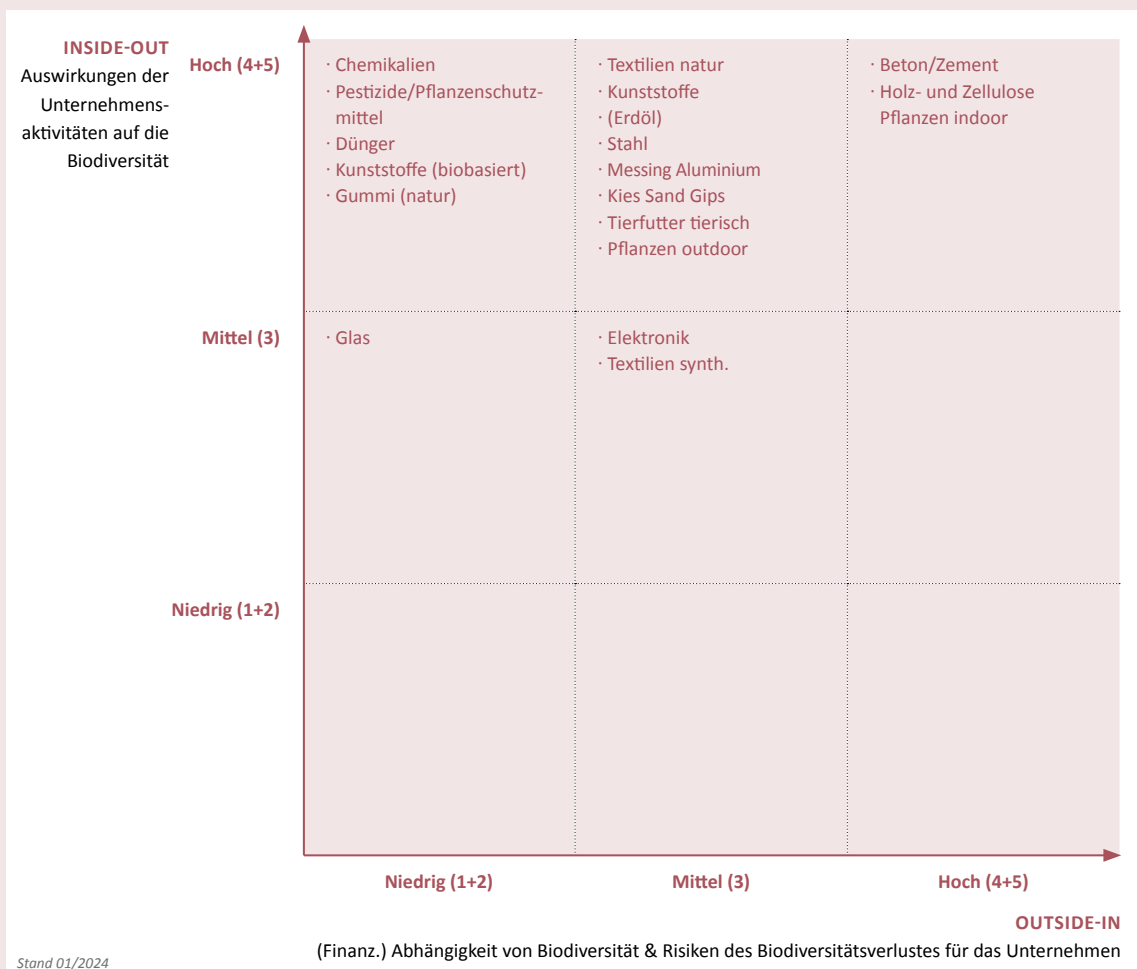 INSIDE-OUT
Auswirkungen der
Unternehmens-
aktivitäten auf die
Biodiversität
Hoch (4+5)
· Chemikalien
· Pestizide/Pflanzenschutz-
mittel
· Dünger
· Kunststoffe (biobasiert)
· Gummi (natur)
· Textilien natur
· Kunststoffe
· (Erdöl)
· Stahl
· Messing Aluminium
· Kies Sand Gips
· Tierfutter tierisch
· Pflanzen outdoor
· Beton/Zement
· Holz- und Zellulose
Pflanzen indoor
Mittel (3)
· Glas
· Elektronik
· Textilien synth.
Niedrig (1+2)
Niedrig (1+2)
Mittel (3)
Hoch (4+5)
OUTSIDE-IN
(Finanz.) Abhängigkeit von Biodiversität & Risiken des Biodiversitätsverlustes für das Unternehmen
Stand 01/2024